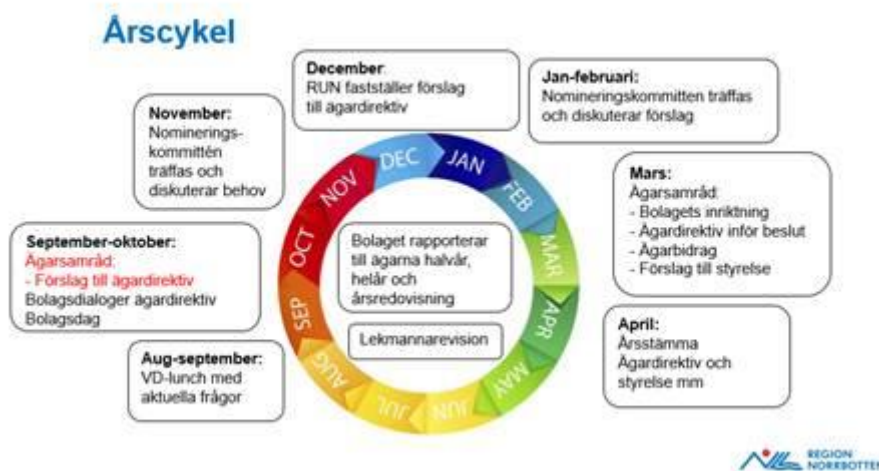 Årscykel
December:
RUN fastställer förslag
till ägardirektiv
Jan-februari:
Nomineringskommitten träffas
och diskuterar förslag
November:
Nominerings-
kommittén
träffas och
diskuterar behov
Mars:
Ägarsamråd:
- Bolagets inriktning
- Ägardirektiv inför beslut
- Ägarbidrag
- Förslag till styrelse
September-oktober:
Ägarsamråd:
- Förslag till ägardirektiv
Bolagsdialoger ägardirektiv
Bolagsdag
April:
Årsstämma
Ägardirektiv och
styrelse mm
Aug-september:
VD-lunch med
aktuella frågor
JAN
FEB
MAR
APR
MAY
JUN
JUL
AUG
SEP
OCT
NOV
DEC
Bolaget rapporterar
till ägarna halvår,
helår och
årsredovisning
Lekmannarevision
REGION
NORRBOTTEN